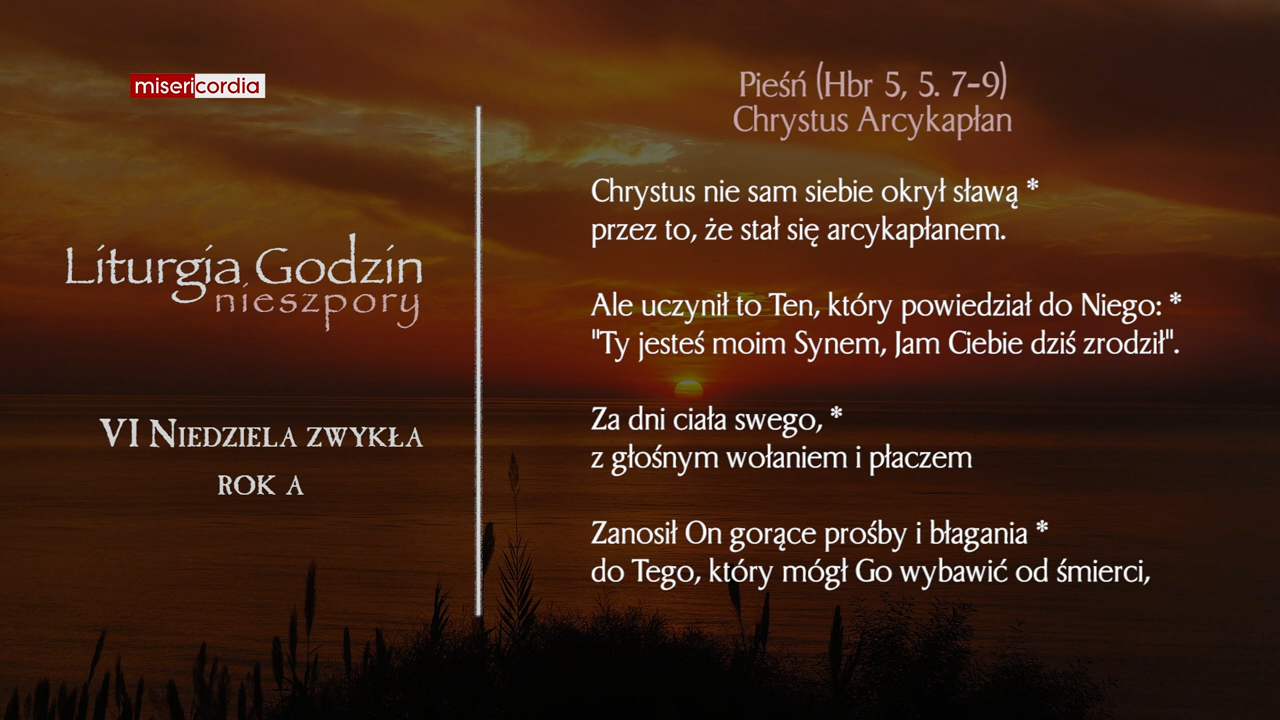 misericordia
Liturgia Godzin
nieszpory
VI Niedziela zwykła
rok A
Pieśń (Hbr 5, 5. 7-9)
Chrystus Arcykapłan
Chrystus nie sam siebie okrył sławą *
przez to, że stał się arcykapłanem.
Ale uczynił to Ten, który powiedział do Niego: *
"Ty jesteś moim Synem, Jam Ciebie dziś zrodził".
Za dni ciała swego, *
z głośnym wołaniem i płaczem
Zanosił On gorące prośby i błagania *
do Tego, który mógł Go wybawić od śmierci,